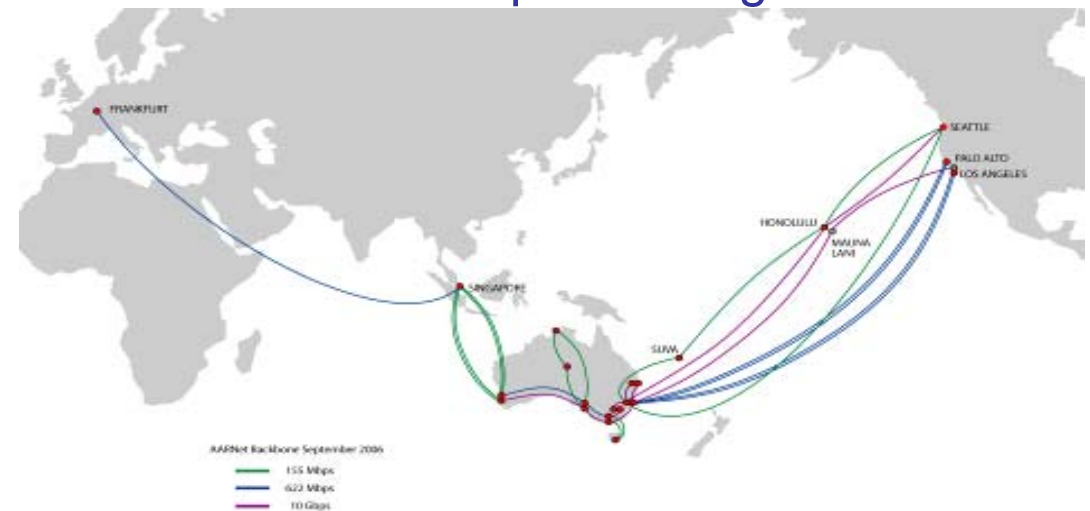 FRANKFURT
SEATTLE
PALO ALTO
LOS ANGELES
HONOLULU
MAUNA
LANI
SINGAPORE
SUVA
AARNet Backbone September 2006
155 Mbps
622 Mbps
10 Gbps